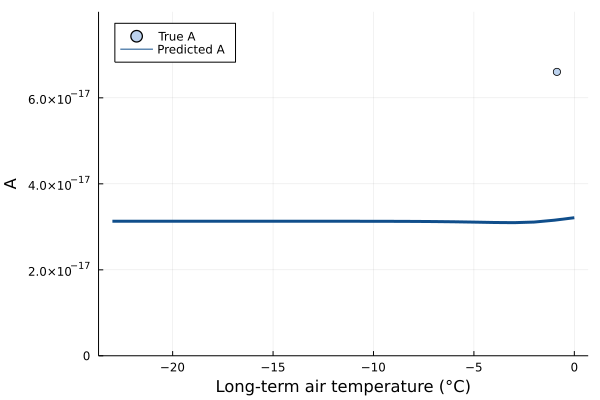 True A
Predicted A
6.0×10⁻¹⁷
4.0×10⁻¹⁷
2.0×10⁻¹⁷
0
A
−20
−15
−10
−5
0
Long-term air temperature (°C)